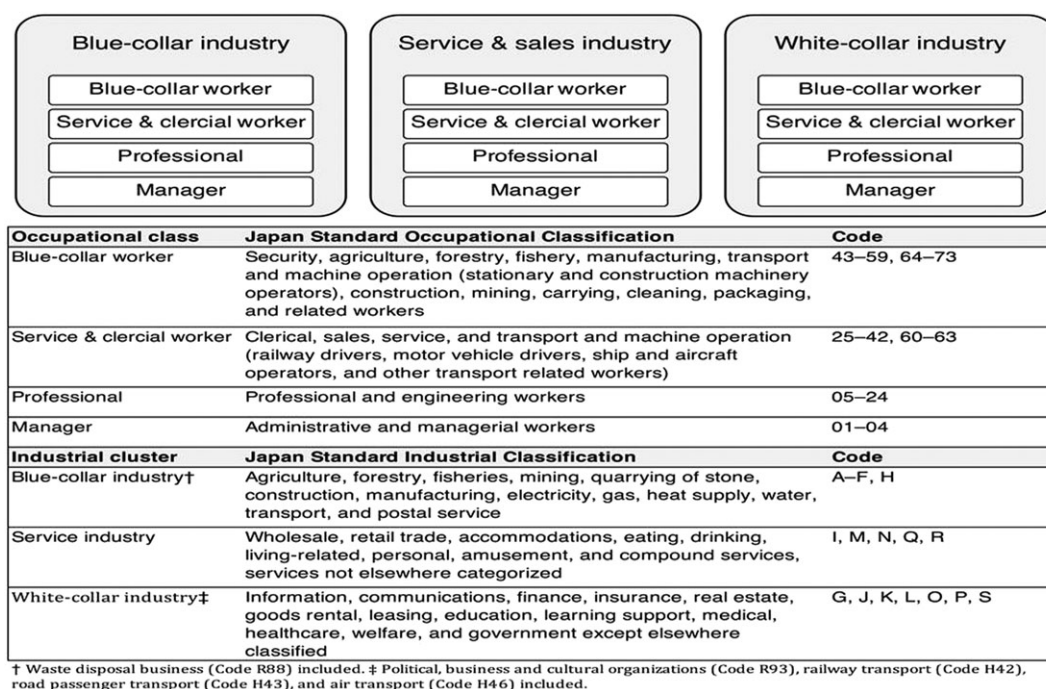 Blue-collar industry Service & sales industry White-collar industry
Blue-collar worker Blue-collar worker Blue-collar worker
Service & clercial worker Service & clercial worker Service & clercial worker
Professional Professional Professional
Manager Manager Manager
Occupational class Japan Standard Occupational Classification Code
Blue-collar worker Security, agriculture, forestry, fishery, manufacturing, transport 43–59, 64–73
and machine operation (stationary and construction machinery
operators), construction, mining, carrying, cleaning, packaging,
and related workers
Service & clercial worker Clerical, sales, service, and transport and machine operation 25–42, 60–63
(railway drivers, motor vehicle drivers, ship and aircraft
operators, and other transport related workers)
Professional Professional and engineering workers 05–24
Manager Administrative and managerial workers 01–04
Industrial cluster Japan Standard Industrial Classification Code
Blue-collar industry† Agriculture, forestry, fisheries, mining, quarrying of stone, A–F, H
construction, manufacturing, electricity, gas, heat supply, water,
transport, and postal service
Service industry Wholesale, retail trade, accommodations, eating, drinking, I, M, N, Q, R
living-related, personal, amusement, and compound services,
services not elsewhere categorized
White-collar industry‡ Information, communications, finance, insurance, real estate, G, J, K, L, O, P, S
goods rental, leasing, education, learning support, medical,
healthcare, welfare, and government except elsewhere
classified
† Waste disposal business (Code R88) included. ‡ Political, business and cultural organizations (Code R93), railway transport (Code H42),
road passenger transport (Code H43), and air transport (Code H46) included.